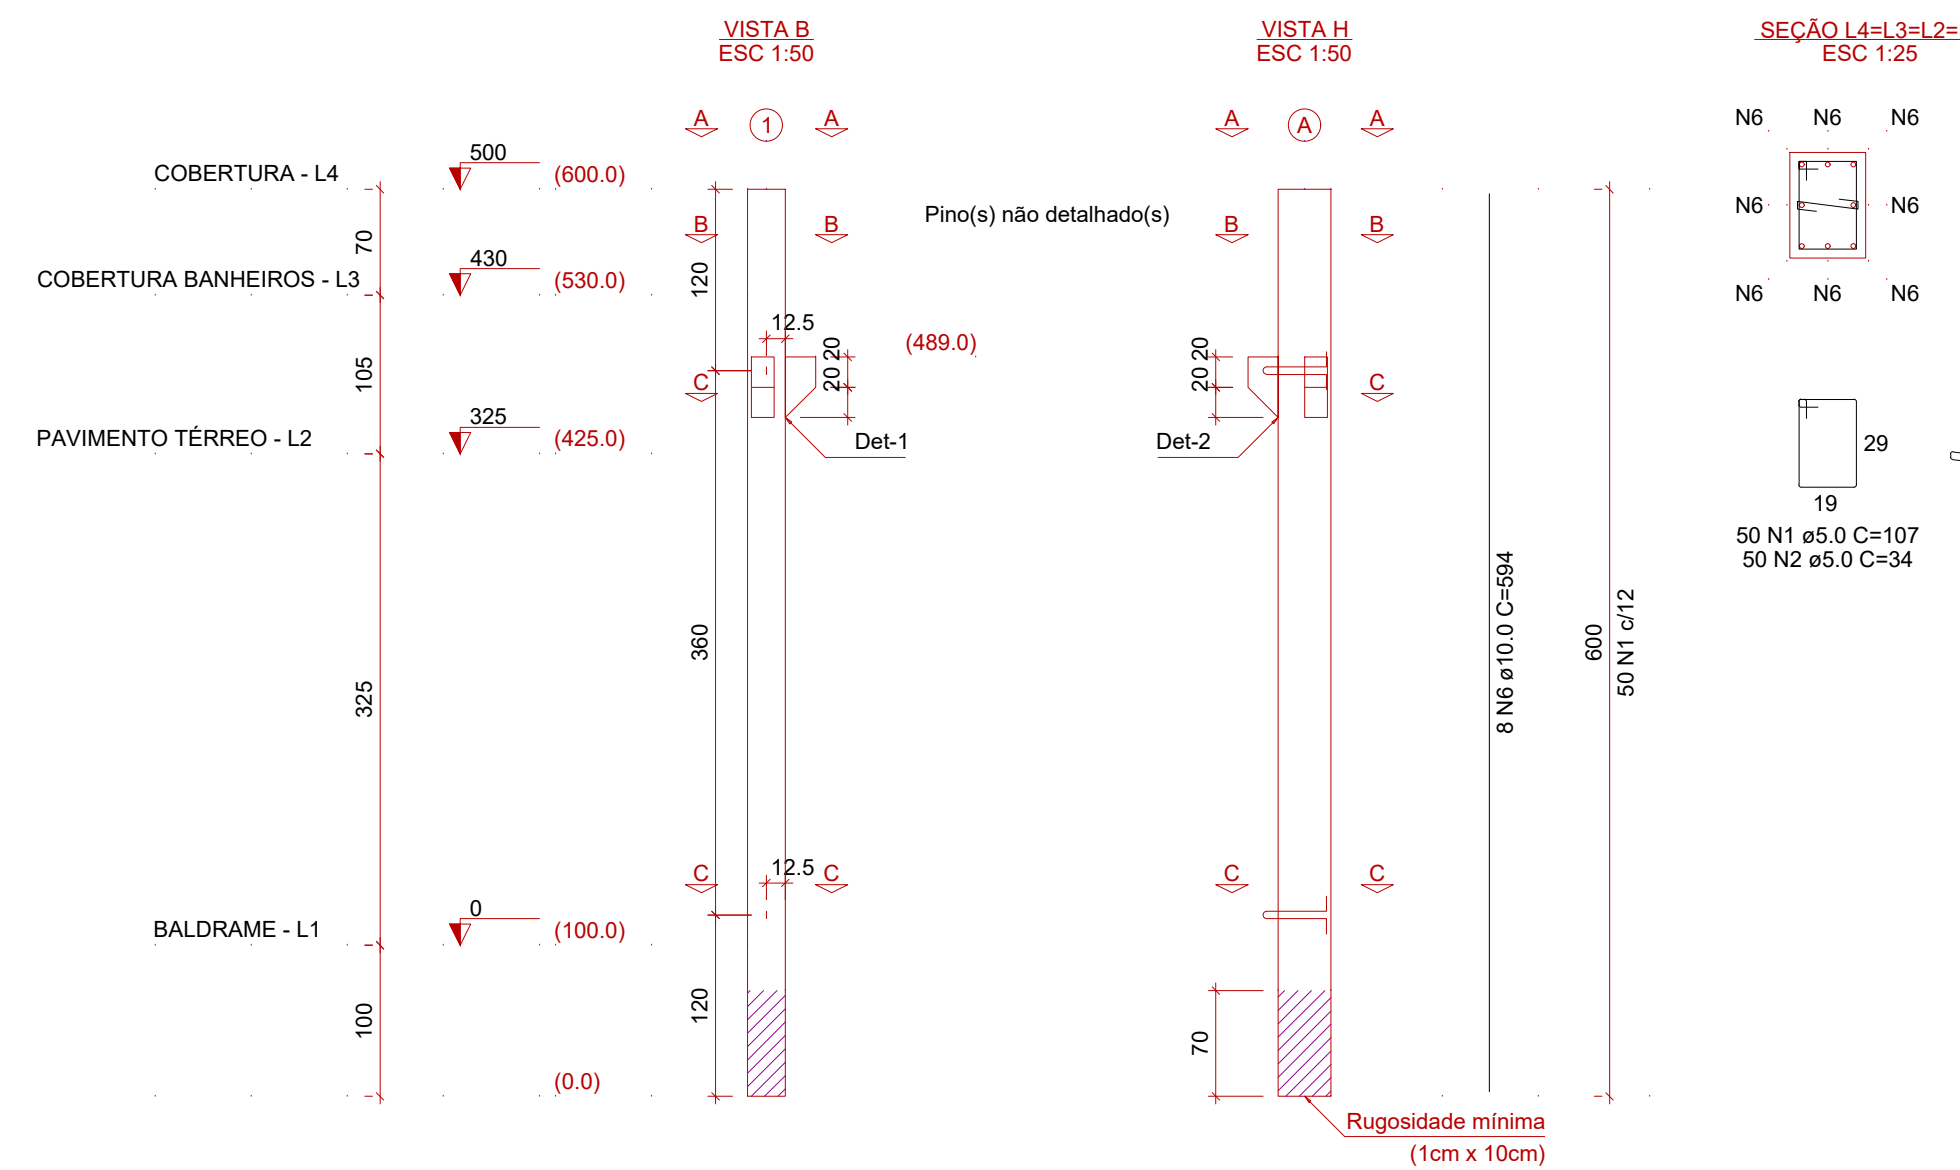 VISTA B
ESC 1:50
VISTA H
ESC 1:50
SEÇÃO L4=L3=L2=
ESC 1:25
A
1
A
A
A
A
N6
N6
N6
COBERTURA - L4
500
(600.0)
Pino(s) não detalhado(s)
B
B
B
B
N6
N6
70
120
COBERTURA BANHEIROS - L3
430
(530.0)
N6
N6
N6
12.5
(489.0)
20
20
20
20
105
C
C
PAVIMENTO TÉRREO - L2
325
(425.0)
Det-1
Det-2
29
19
50 N1 ø5.0 C=107
50 N2 ø5.0 C=34
325
360
8 N6 ø10.0 C=594
600
50 N1 c/12
12.5
C
C
C
C
BALDRAME - L1
0
(100.0)
100
120
70
(0.0)
Rugosidade mínima
(1cm x 10cm)